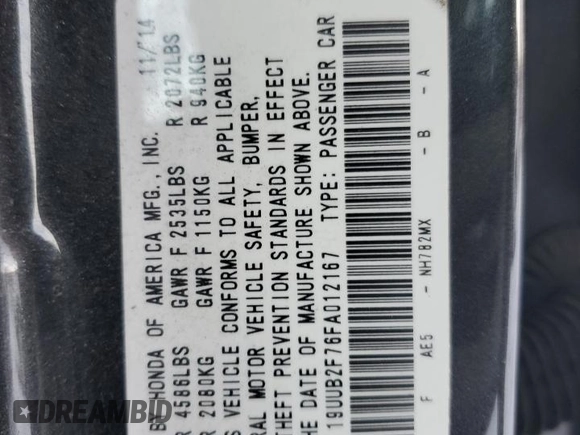 HONDA OF AMERICA MFG., INC. 11/14
4586LBS GAWR F 2535LBS R 2072LBS
2080KG GAWR F 1150KG R 940KG
VEHICLE CONFORMS TO ALL APPLICABLE
MOTOR VEHICLE SAFETY, BUMPER,
THEFT PREVENTION STANDARDS IN EFFECT
DATE OF MANUFACTURE SHOWN ABOVE.
19UUB2F76FA012167 TYPE: PASSENGER CAR
F AE5 - NH782MX - B - A
DREAMBID